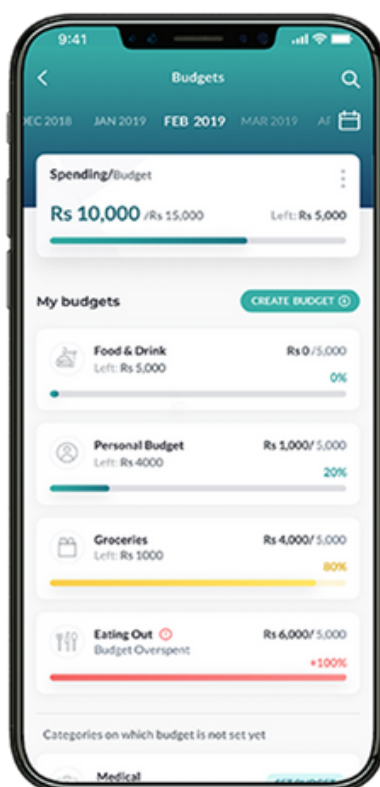 9:41
Budgets
EC 2018 JAN 2019 FEB 2019 MAR 2019 AF
Spending/Budget
Rs 10,000 /Rs 15,000 Left: Rs 5,000
My budgets CREATE BUDGET
Food & Drink Rs 0 /5,000
Left: Rs 5,000 0%
Personal Budget Rs 1,000/ 5,000
Left: Rs 4000 20%
Groceries Rs 4,000/ 5,000
Left: Rs 1000 80%
Eating Out Rs 6,000/ 5,000
Budget Overspent +100%
Categories on which budget is not set yet
Medical